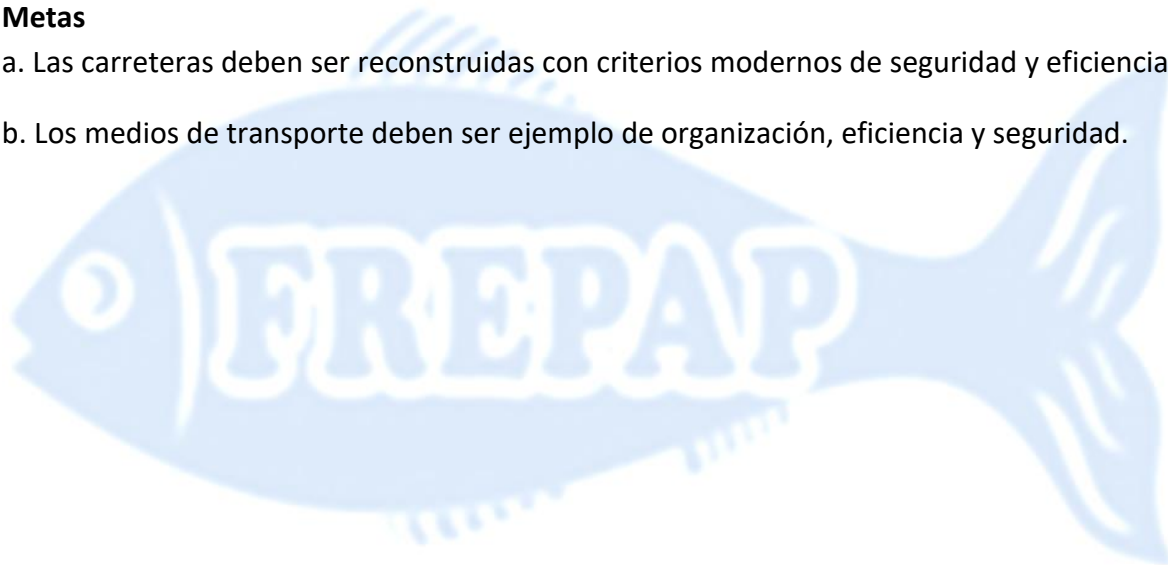 Metas
a. Las carreteras deben ser reconstruidas con criterios modernos de seguridad y eficiencia
b. Los medios de transporte deben ser ejemplo de organización, eficiencia y seguridad.
FREPAP